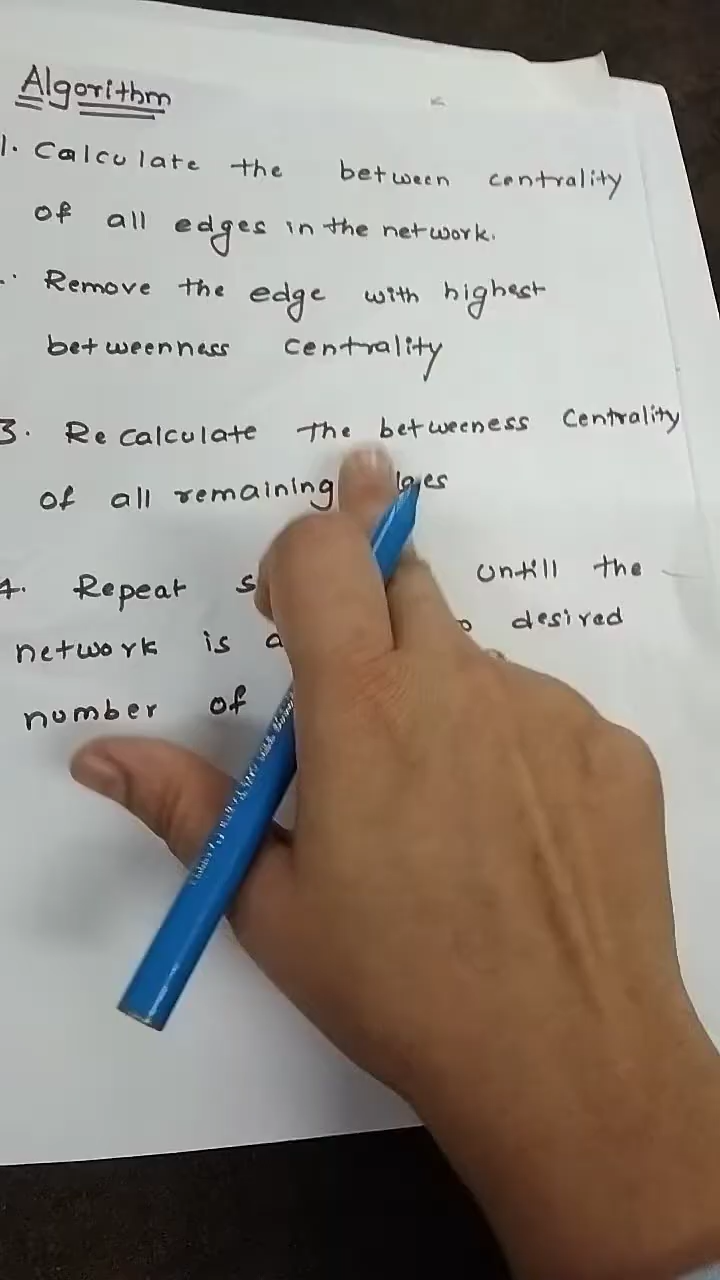 Algorithm
1. Calculate the between centrality
of all edges in the network.
Remove the edge with highest
betweenness centrality
3. Recalculate the betweeness centrality
of all remaining
4. Repeat untill the
network is desired
number of